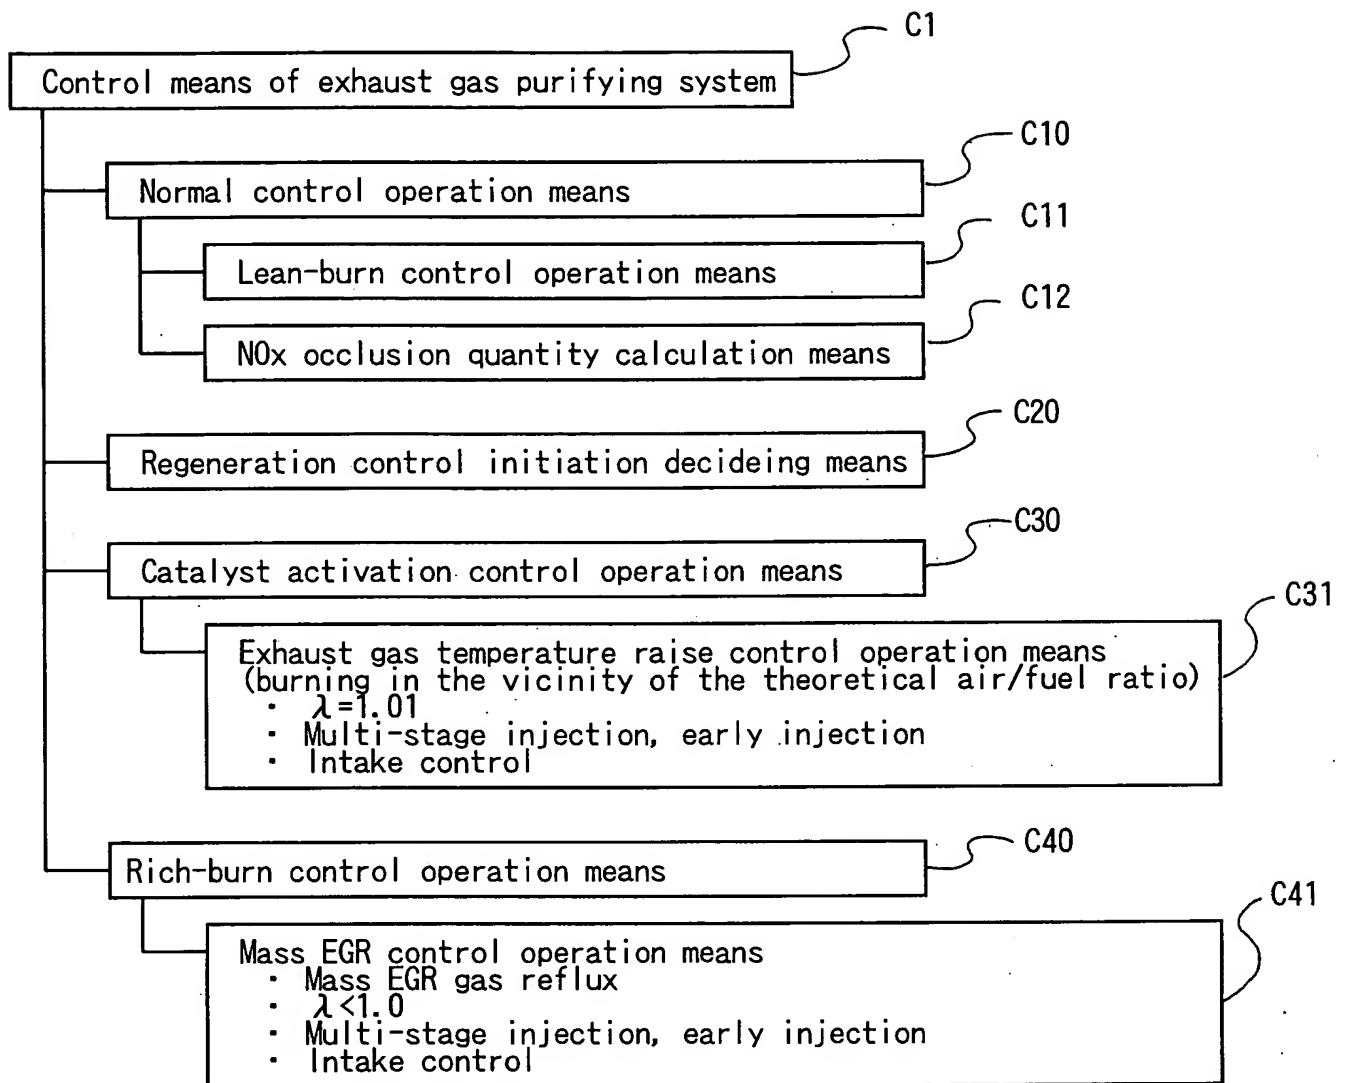 C1
Control means of exhaust gas purifying system
C10
Normal control operation means
C11
Lean-burn control operation means
C12
NOx occlusion quantity calculation means
C20
Regeneration control initiation decideing means
C30
Catalyst activation control operation means
C31
Exhaust gas temperature raise control operation means
(burning in the vicinity of the theoretical air/fuel ratio)
・ λ=1.01
・ Multi-stage injection, early injection
・ Intake control
C40
Rich-burn control operation means
C41
Mass EGR control operation means
・ Mass EGR gas reflux
・ λ<1.0
・ Multi-stage injection, early injection
・ Intake control